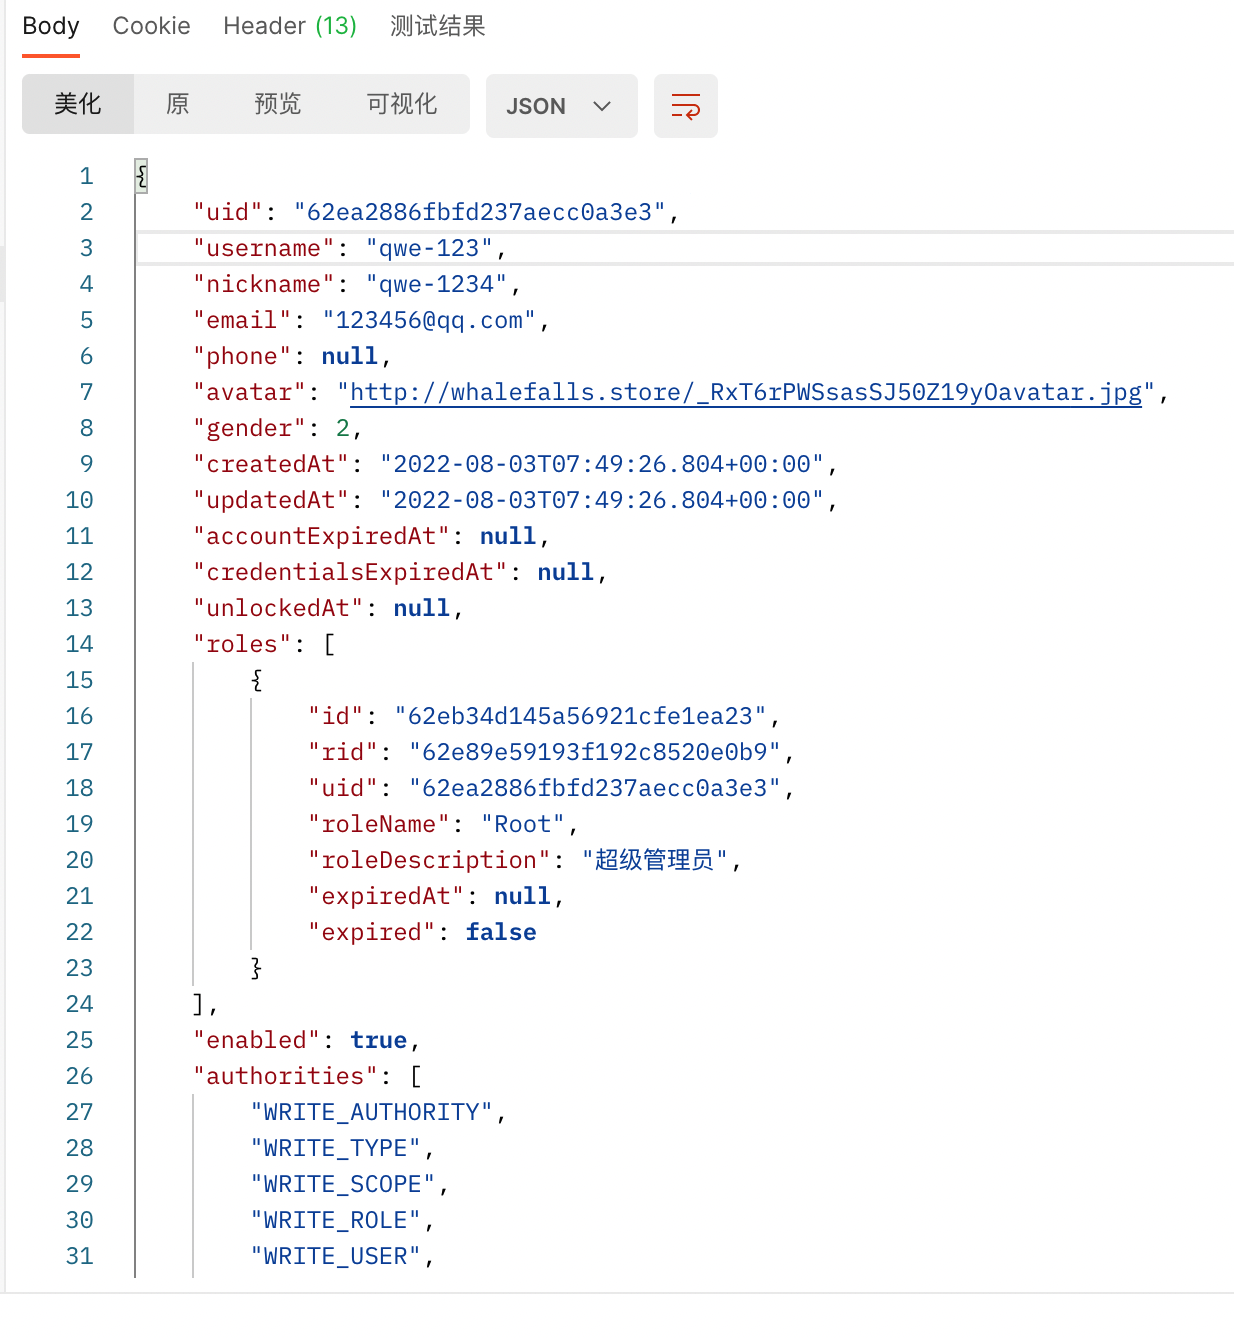 Body Cookie Header (13) 测试结果
美化 原 预览 可视化 JSON
1 {
2 "uid": "62ea2886fbfd237aecc0a3e3",
3 "username": "qwe-123",
4 "nickname": "qwe-1234",
5 "email": "123456@qq.com",
6 "phone": null,
7 "avatar": "http://whalefalls.store/_RxT6rPWSsasSJ50Z19yOavatar.jpg",
8 "gender": 2,
9 "createdAt": "2022-08-03T07:49:26.804+00:00",
10 "updatedAt": "2022-08-03T07:49:26.804+00:00",
11 "accountExpiredAt": null,
12 "credentialsExpiredAt": null,
13 "unlockedAt": null,
14 "roles": [
15 {
16 "id": "62eb34d145a56921cfe1ea23",
17 "rid": "62e89e59193f192c8520e0b9",
18 "uid": "62ea2886fbfd237aecc0a3e3",
19 "roleName": "Root",
20 "roleDescription": "超级管理员",
21 "expiredAt": null,
22 "expired": false
23 }
24 ],
25 "enabled": true,
26 "authorities": [
27 "WRITE_AUTHORITY",
28 "WRITE_TYPE",
29 "WRITE_SCOPE",
30 "WRITE_ROLE",
31 "WRITE_USER",